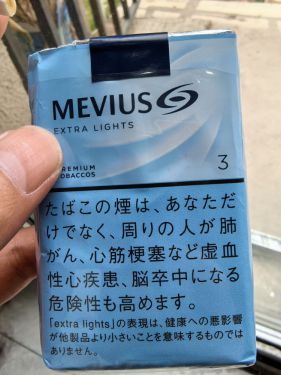 MEVIUS
EXTRA LIGHTS
PREMIUM
TOBACCOS
3
たばこの煙は、あなただ
けでなく、周りの人が肺
がん、心筋梗塞など虚血
性心疾患、脳卒中になる
危険性も高めます。
「extra lights」の表現は、健康への悪影響
が他製品より小さいことを意味するものでは
ありません。